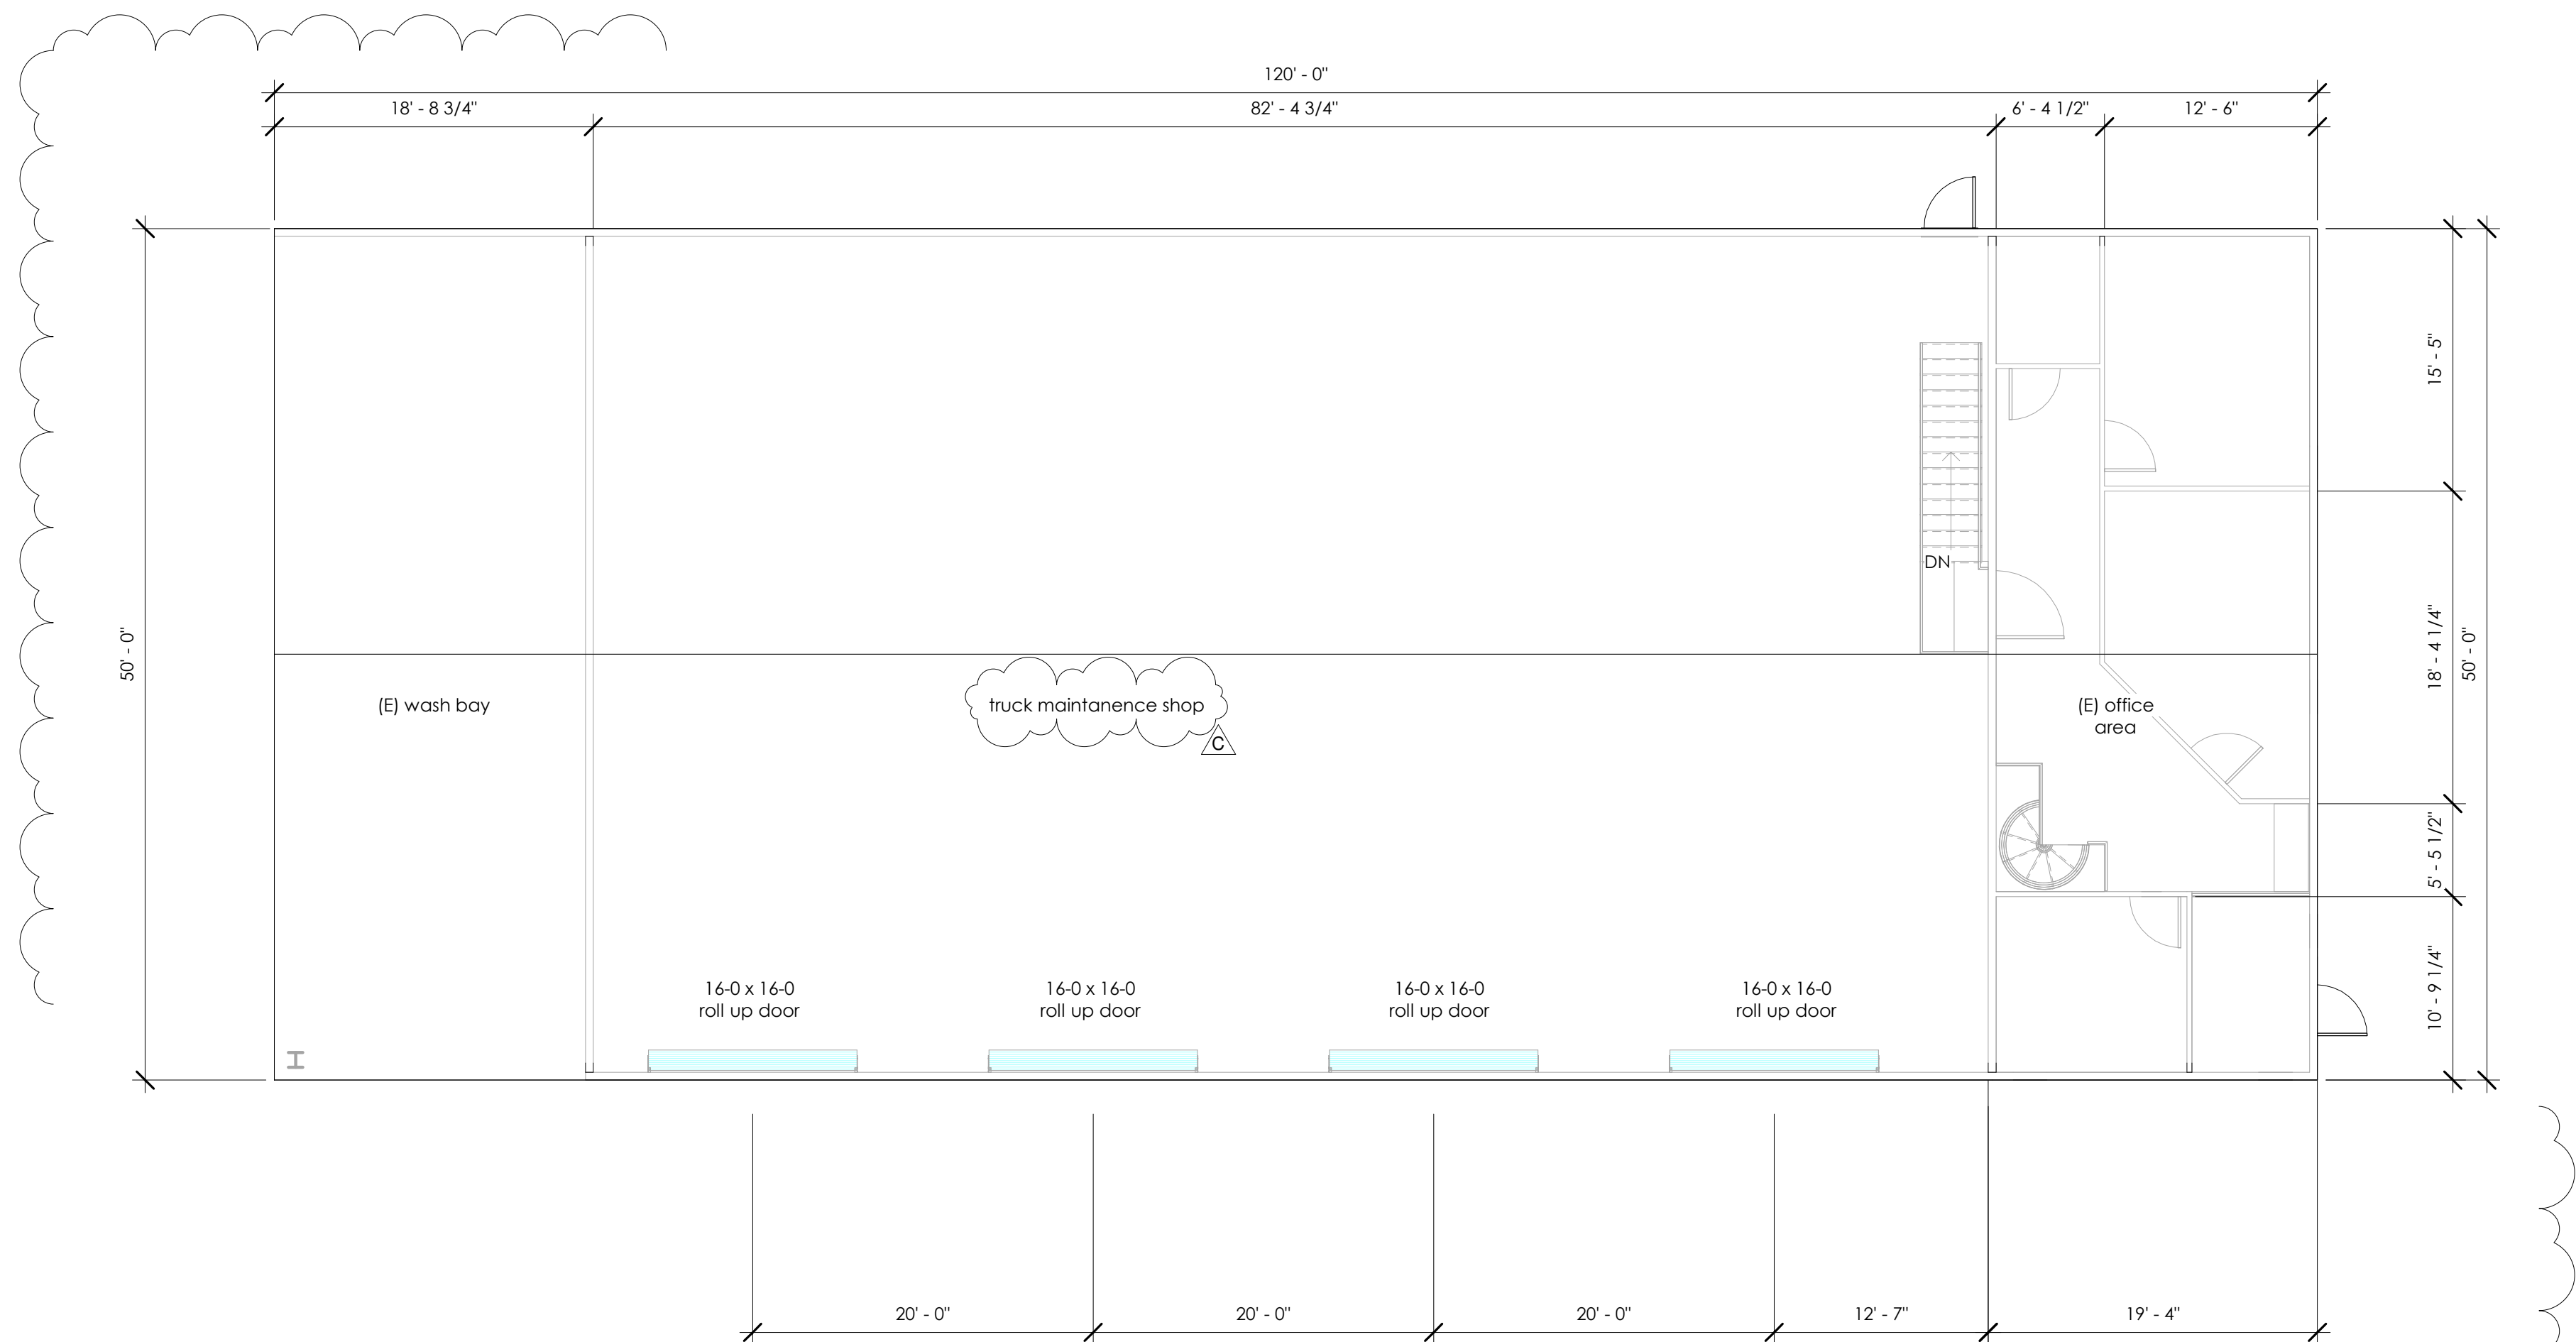 120' - 0"
18' - 8 3/4"
82' - 4 3/4"
6' - 4 1/2"
12' - 6"
15' - 5"
DN
50' - 0"
18' - 4 1/4"
50' - 0"
(E) wash bay
truck maintanence shop
C
(E) office
area
5' - 5 1/2"
10' - 9 1/4"
16-0 x 16-0
roll up door
16-0 x 16-0
roll up door
16-0 x 16-0
roll up door
16-0 x 16-0
roll up door
20' - 0"
20' - 0"
20' - 0"
12' - 7"
19' - 4"